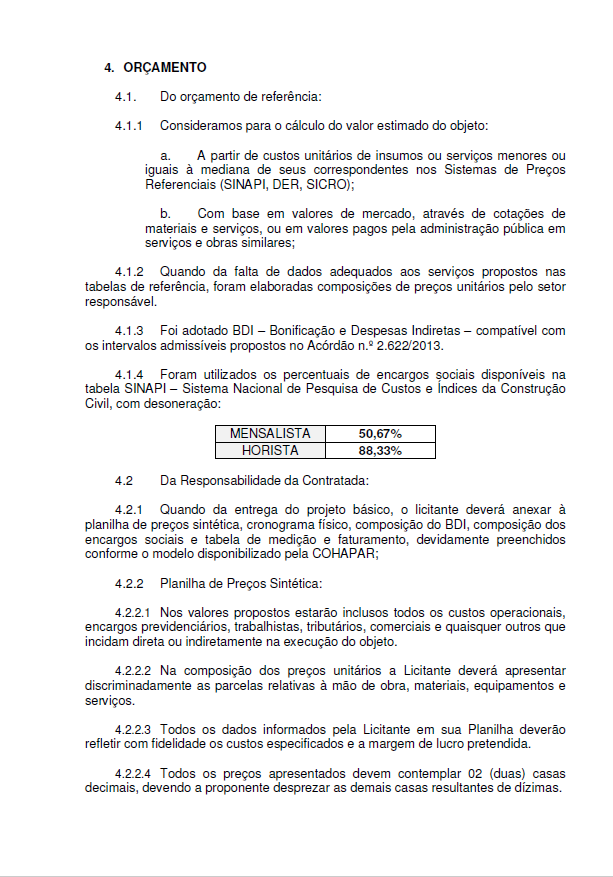 4. ORÇAMENTO
4.1. Do orçamento de referência:
4.1.1 Consideramos para o cálculo do valor estimado do objeto:
a. A partir de custos unitários de insumos ou serviços menores ou
iguais à mediana de seus correspondentes nos Sistemas de Preços
Referenciais (SINAPI, DER, SICRO);
b. Com base em valores de mercado, através de cotações de
materiais e serviços, ou em valores pagos pela administração pública em
serviços e obras similares;
4.1.2 Quando da falta de dados adequados aos serviços propostos nas
tabelas de referência, foram elaboradas composições de preços unitários pelo setor
responsável.
4.1.3 Foi adotado BDI – Bonificação e Despesas Indiretas – compatível com
os intervalos admissíveis propostos no Acórdão n.º 2.622/2013.
4.1.4 Foram utilizados os percentuais de encargos sociais disponíveis na
tabela SINAPI – Sistema Nacional de Pesquisa de Custos e Índices da Construção
Civil, com desoneração:
MENSALISTA 50,67%
HORISTA 88,33%
4.2 Da Responsabilidade da Contratada:
4.2.1 Quando da entrega do projeto básico, o licitante deverá anexar à
planilha de preços sintética, cronograma físico, composição do BDI, composição dos
encargos sociais e tabela de medição e faturamento, devidamente preenchidos
conforme o modelo disponibilizado pela COHAPAR;
4.2.2 Planilha de Preços Sintética:
4.2.2.1 Nos valores propostos estarão inclusos todos os custos operacionais,
encargos previdenciários, trabalhistas, tributários, comerciais e quaisquer outros que
incidam direta ou indiretamente na execução do objeto.
4.2.2.2 Na composição dos preços unitários a Licitante deverá apresentar
discriminadamente as parcelas relativas à mão de obra, materiais, equipamentos e
serviços.
4.2.2.3 Todos os dados informados pela Licitante em sua Planilha deverão
refletir com fidelidade os custos especificados e a margem de lucro pretendida.
4.2.2.4 Todos os preços apresentados devem contemplar 02 (duas) casas
decimais, devendo a proponente desprezar as demais casas resultantes de dízimas.